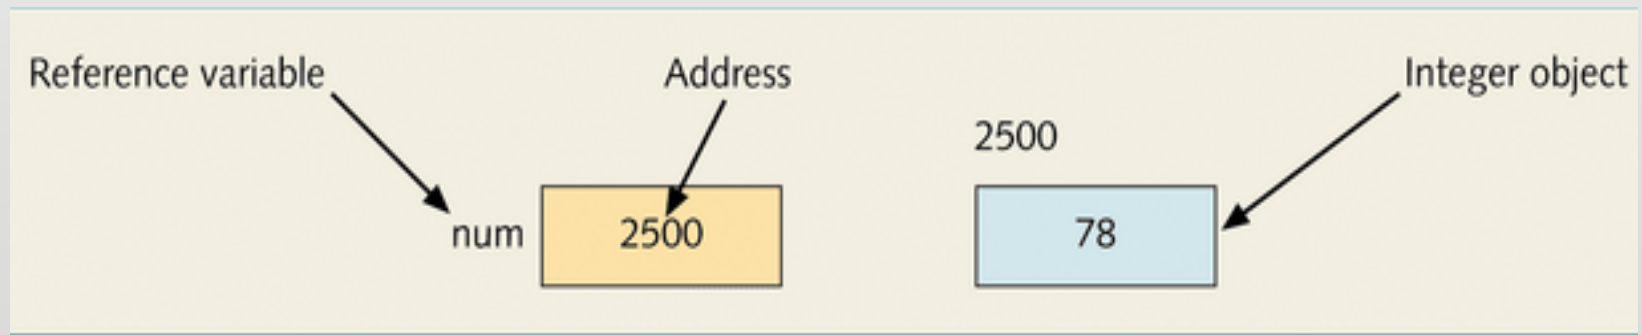 Reference variable
Address
Integer object
2500
num
2500
78